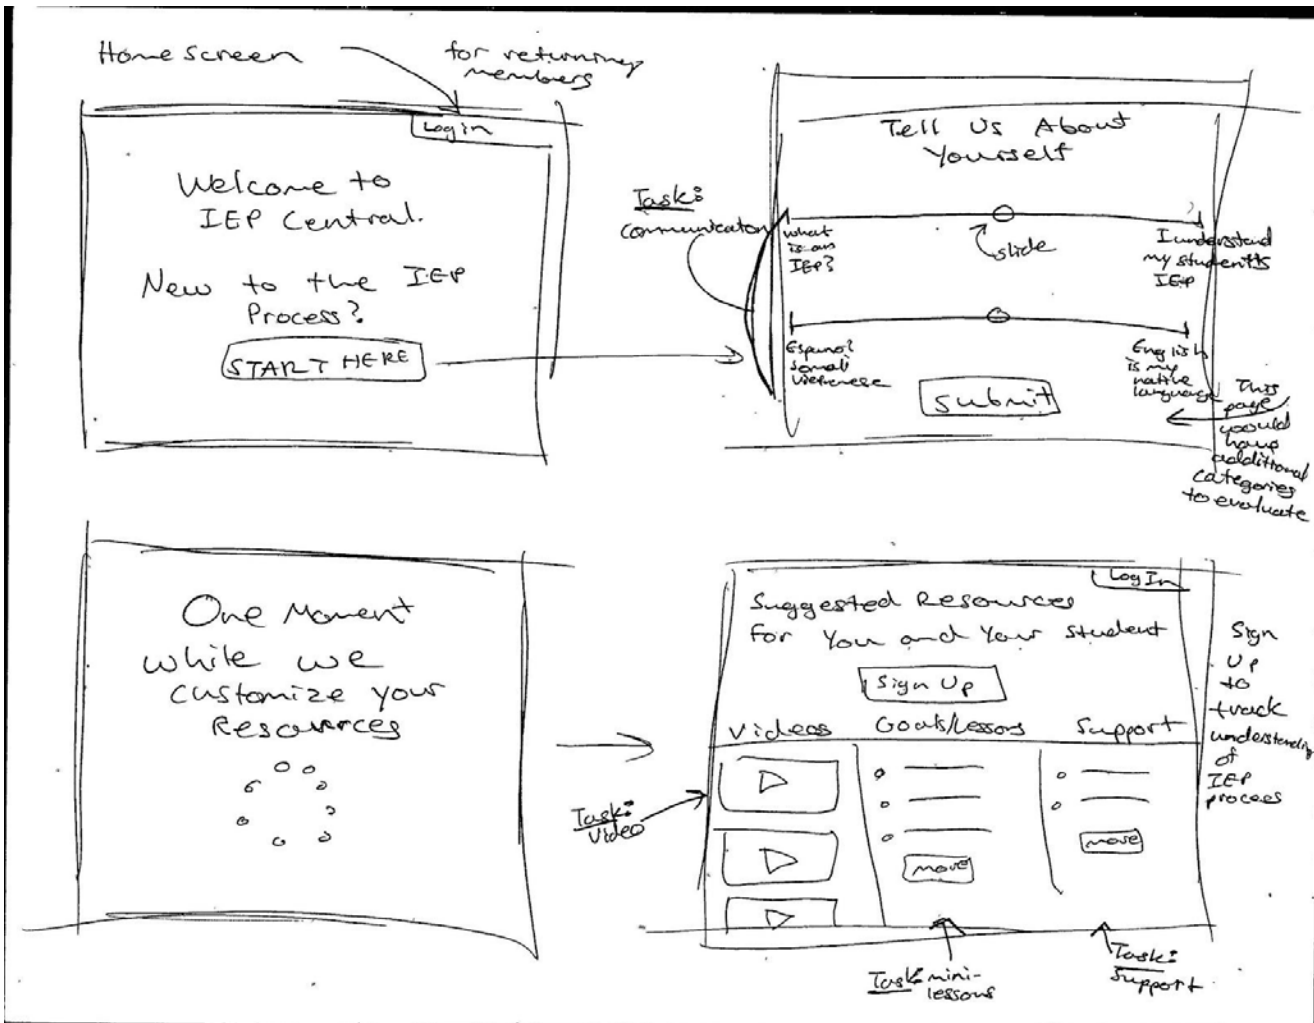 Home screen
for returning
members
Log in
Welcome to
IEP Central.
New to the IEP
Process?
START HERE
Tell Us About
Yourself
Task:
Communication
what
is an
IEP?
slide
I understand
my student's
IEP
Somali
English
is my
native
language
Submit
This
page
would
have
additional
categories
to evaluate
One Moment
while we
customize your
Resources
Log In
Suggested Resources
for You and Your student
Sign Up
Videos
Goals/Lessons
Support
more
more
Sign
Up
to
track
understanding
of
IEP
process
Task:
Video
Task: mini-
lessons
Task:
Support